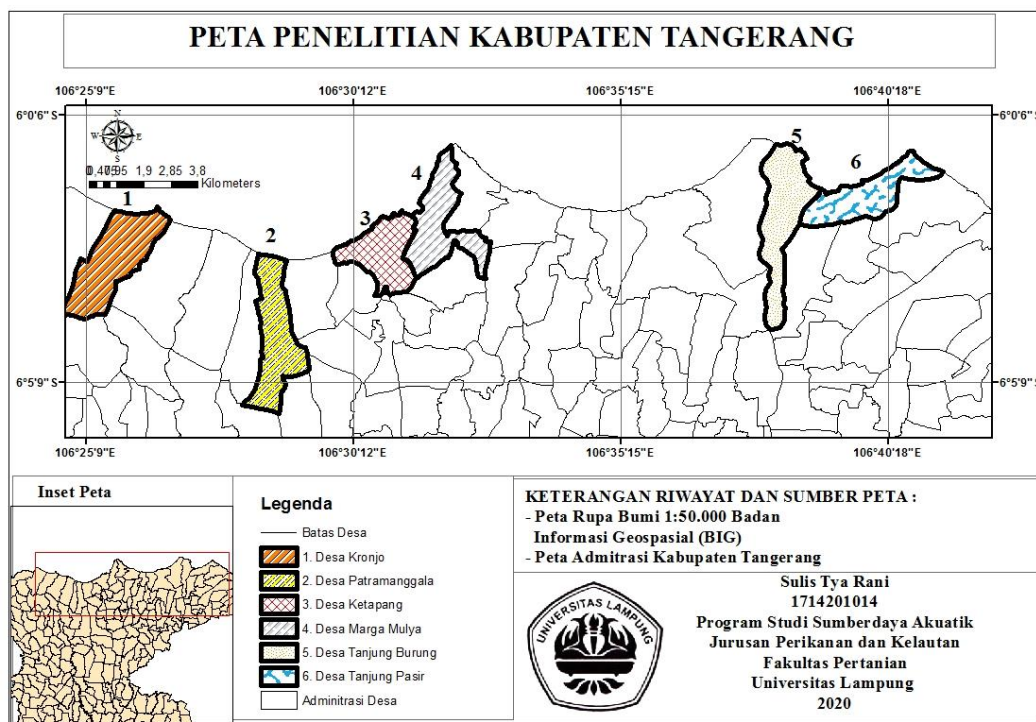 PETA PENELITIAN KABUPATEN TANGERANG
106°25'9"E 106°30'12"E 106°35'15"E 106°40'18"E
6°0'6" S 6°0'6" S
N
W E
S
1,9 2,85 3,8
Kilometers
1
2
3
4
5
6
6°5'9" S 6°5'9" S
106°25'9"E 106°30'12"E 106°35'15"E 106°40'18"E
Inset Peta
Legenda
Batas Desa
1. Desa Kronjo
2. Desa Patramanggala
3. Desa Ketapang
4. Desa Marga Mulya
5. Desa Tanjung Burung
6. Desa Tanjung Pasir
Adminitrasi Desa
KETERANGAN RIWAYAT DAN SUMBER PETA :
- Peta Rupa Bumi 1:50.000 Badan
Informasi Geospasial (BIG)
- Peta Admitrasi Kabupaten Tangerang
UNIVERSITAS LAMPUNG
Sulis Tya Rani
1714201014
Program Studi Sumberdaya Akuatik
Jurusan Perikanan dan Kelautan
Fakultas Pertanian
Universitas Lampung
2020